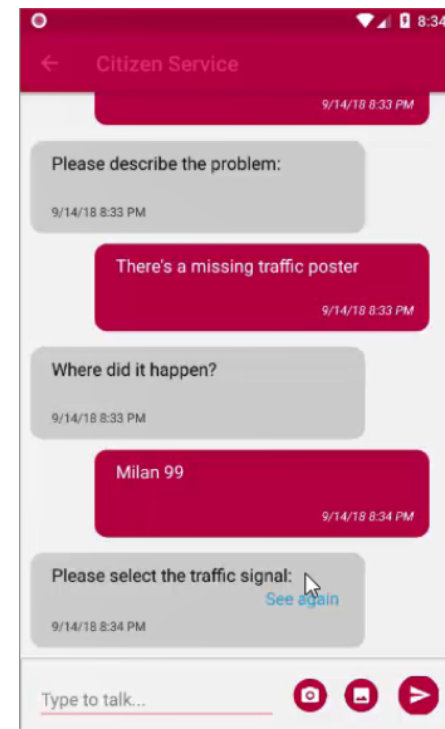 8:34
Citizen Service
9/14/18 8:33 PM
Please describe the problem:
9/14/18 8:33 PM
There's a missing traffic poster
9/14/18 8:33 PM
Where did it happen?
9/14/18 8:33 PM
Milan 99
9/14/18 8:34 PM
Please select the traffic signal:
See again
9/14/18 8:34 PM
Type to talk...